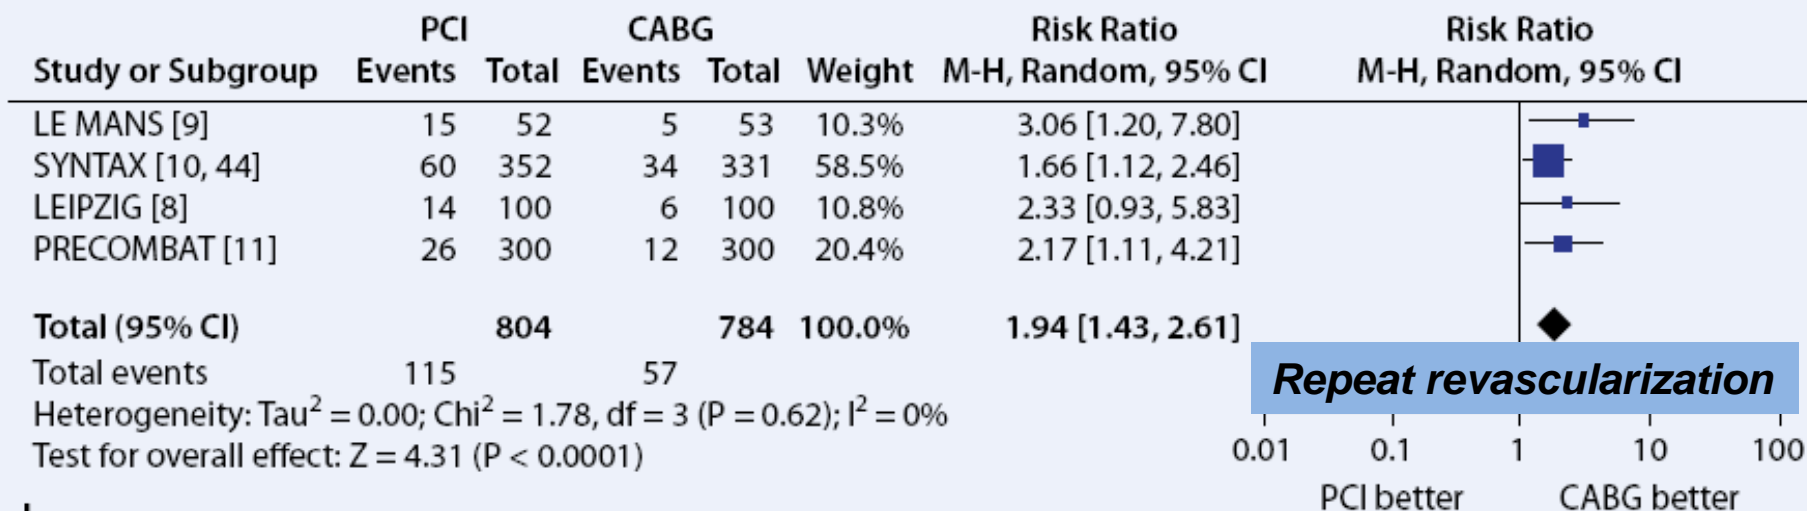 PCI CABG Risk Ratio Risk Ratio
Study or Subgroup Events Total Events Total Weight M-H, Random, 95% CI M-H, Random, 95% CI
LE MANS [9] 15 52 5 53 10.3% 3.06 [1.20, 7.80]
SYNTAX [10, 44] 60 352 34 331 58.5% 1.66 [1.12, 2.46]
LEIPZIG [8] 14 100 6 100 10.8% 2.33 [0.93, 5.83]
PRECOMBAT [11] 26 300 12 300 20.4% 2.17 [1.11, 4.21]
Total (95% CI) 804 784 100.0% 1.94 [1.43, 2.61]
Total events 115 57
Repeat revascularization
Heterogeneity: Tau² = 0.00; Chi² = 1.78, df = 3 (P = 0.62); I² = 0%
Test for overall effect: Z = 4.31 (P < 0.0001)
0.01 0.1 1 10 100
PCI better CABG better